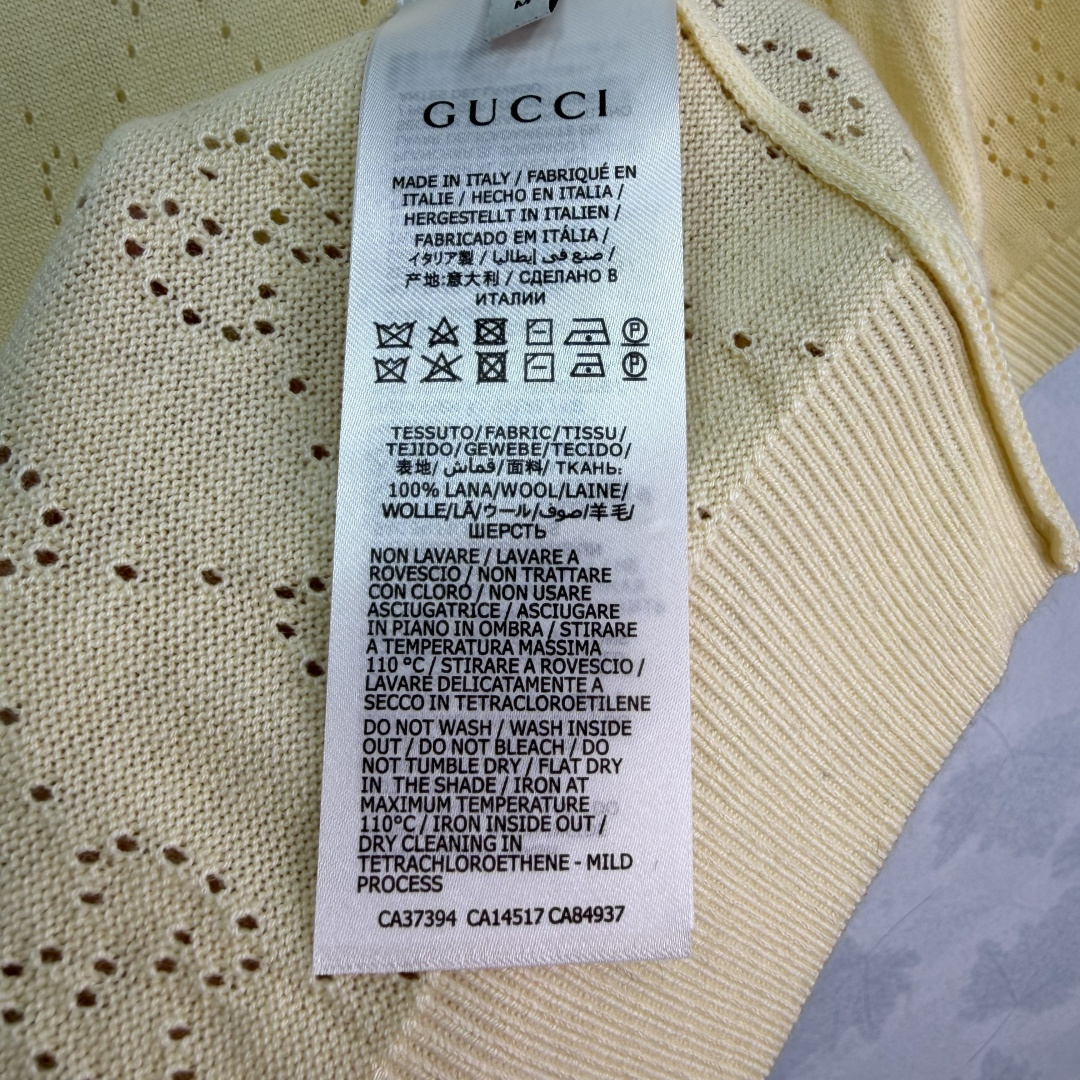 M
GUCCI
MADE IN ITALY / FABRIQUÉ EN
ITALIE / HECHO EN ITALIA /
HERGESTELLT IN ITALIEN /
FABRICADO EM ITÁLIA /
イタリア製 / صنع في إيطاليا /
产地:意大利 / СДЕЛАНО В
ИТАЛИИ
P
P
TESSUTO/FABRIC/TISSU/
TEJIDO/GEWEBE/TECIDO/
表地/ قماش /面料/ ТКАНЬ:
100% LANA/WOOL/LAINE/
WOLLE/LÃ/ウール/صوف/羊毛/
ШЕРСТЬ
NON LAVARE / LAVARE A
ROVESCIO / NON TRATTARE
CON CLORO / NON USARE
ASCIUGATRICE / ASCIUGARE
IN PIANO IN OMBRA / STIRARE
A TEMPERATURA MASSIMA
110 °C / STIRARE A ROVESCIO /
LAVARE DELICATAMENTE A
SECCO IN TETRACLOROETILENE
DO NOT WASH / WASH INSIDE
OUT / DO NOT BLEACH / DO
NOT TUMBLE DRY / FLAT DRY
IN THE SHADE / IRON AT
MAXIMUM TEMPERATURE
110°C / IRON INSIDE OUT /
DRY CLEANING IN
TETRACHLOROETHENE - MILD
PROCESS
CA37394 CA14517 CA84937